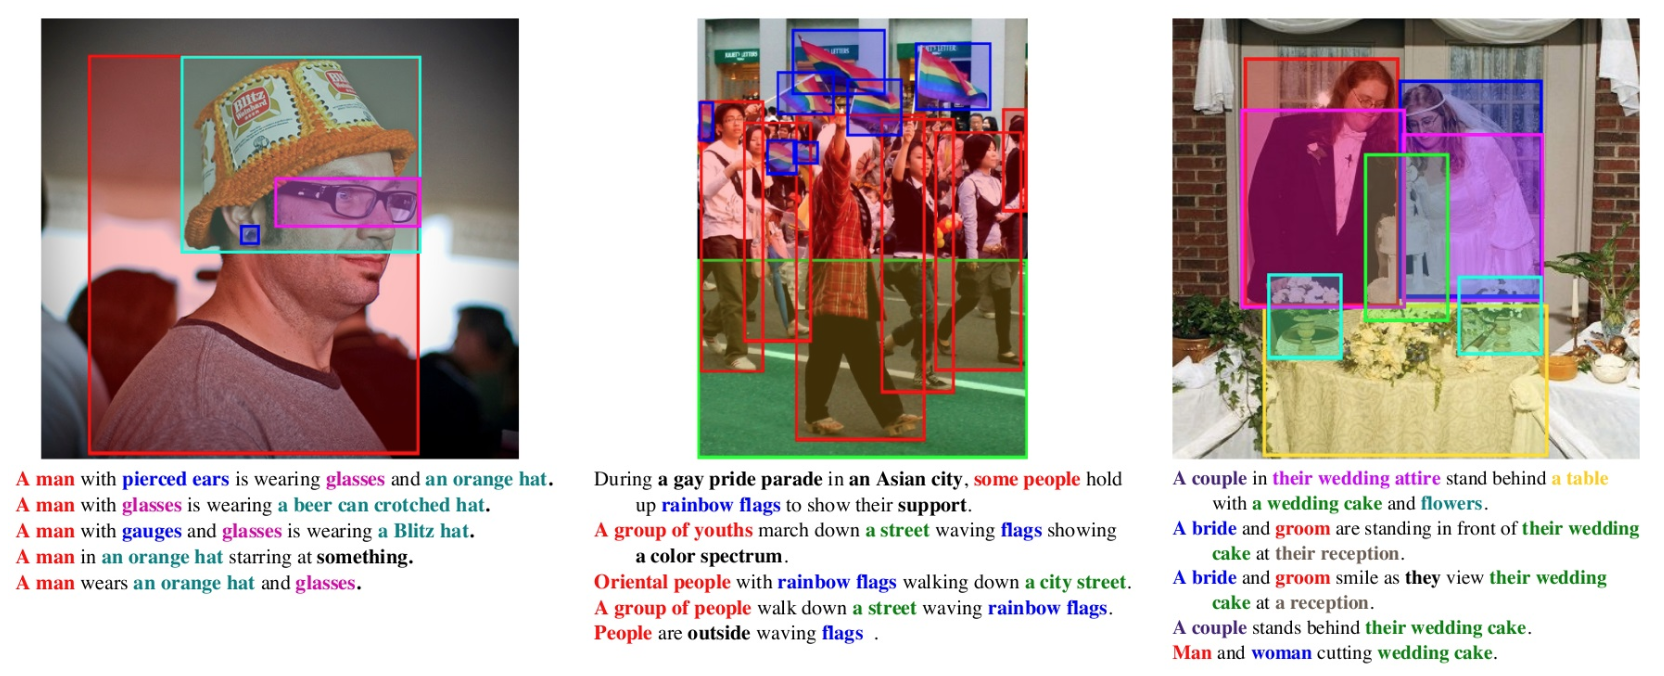 Blitz
Weinhard
QUIST LETTERS
A man with pierced ears is wearing glasses and an orange hat.
A man with glasses is wearing a beer can crotched hat.
A man with gauges and glasses is wearing a Blitz hat.
A man in an orange hat starring at something.
A man wears an orange hat and glasses.
During a gay pride parade in an Asian city, some people hold
up rainbow flags to show their support.
A group of youths march down a street waving flags showing
a color spectrum.
Oriental people with rainbow flags walking down a city street.
A group of people walk down a street waving rainbow flags.
People are outside waving flags .
A couple in their wedding attire stand behind a table
with a wedding cake and flowers.
A bride and groom are standing in front of their wedding
cake at their reception.
A bride and groom smile as they view their wedding
cake at a reception.
A couple stands behind their wedding cake.
Man and woman cutting wedding cake.